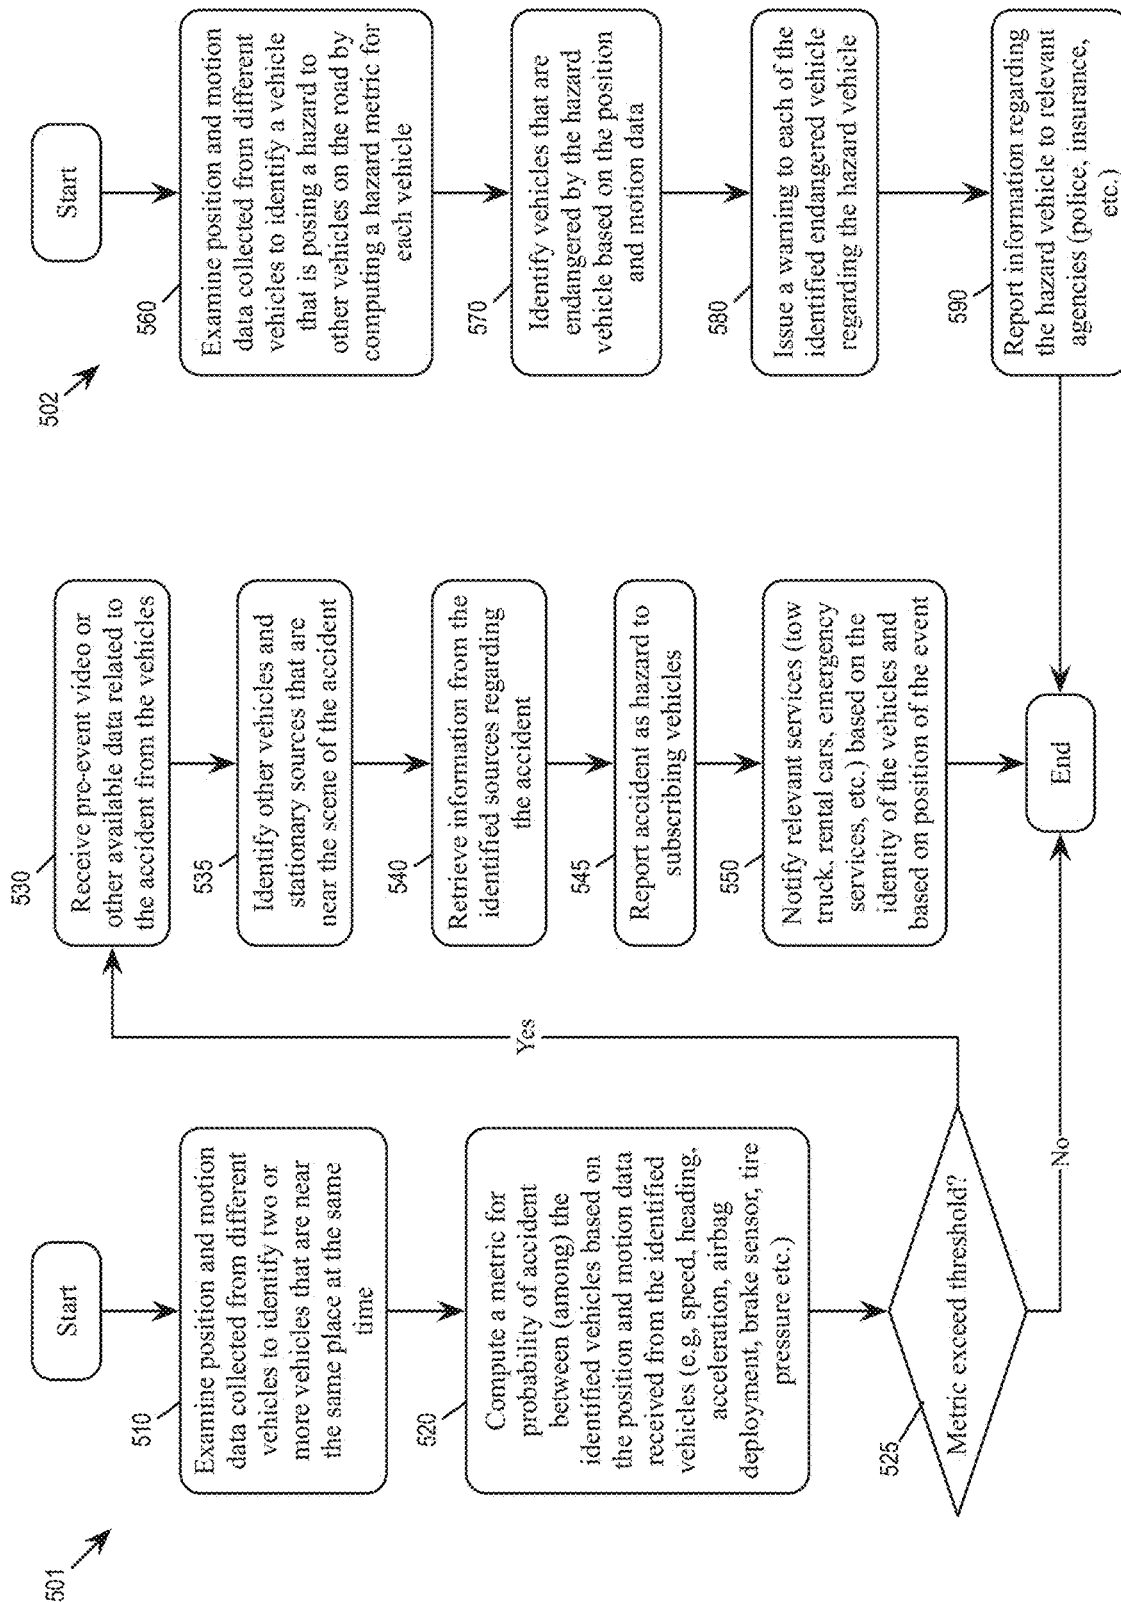 501
Start
510
Examine position and motion
data collected from different
vehicles to identify two or
more vehicles that are near
the same place at the same
time
520
Compute a metric for
probability of accident
between (among) the
identified vehicles based on
the position and motion data
received from the identified
vehicles (e.g, speed, heading,
acceleration, airbag
deployment, brake sensor, tire
pressure etc.)
525
Metric exceed threshold?
Yes
No
530
Receive pre-event video or
other available data related to
the accident from the vehicles
535
Identify other vehicles and
stationary sources that are
near the scene of the accident
540
Retrieve information from the
identified sources regarding
the accident
545
Report accident as hazard to
subscribing vehicles
550
Notify relevant services (tow
truck, rental cars, emergency
services, etc.) based on the
identity of the vehicles and
based on position of the event
End
502
Start
560
Examine position and motion
data collected from different
vehicles to identify a vehicle
that is posing a hazard to
other vehicles on the road by
computing a hazard metric for
each vehicle
570
Identify vehicles that are
endangered by the hazard
vehicle based on the position
and motion data
580
Issue a warning to each of the
identified endangered vehicle
regarding the hazard vehicle
590
Report information regarding
the hazard vehicle to relevant
agencies (police, insurance,
etc.)